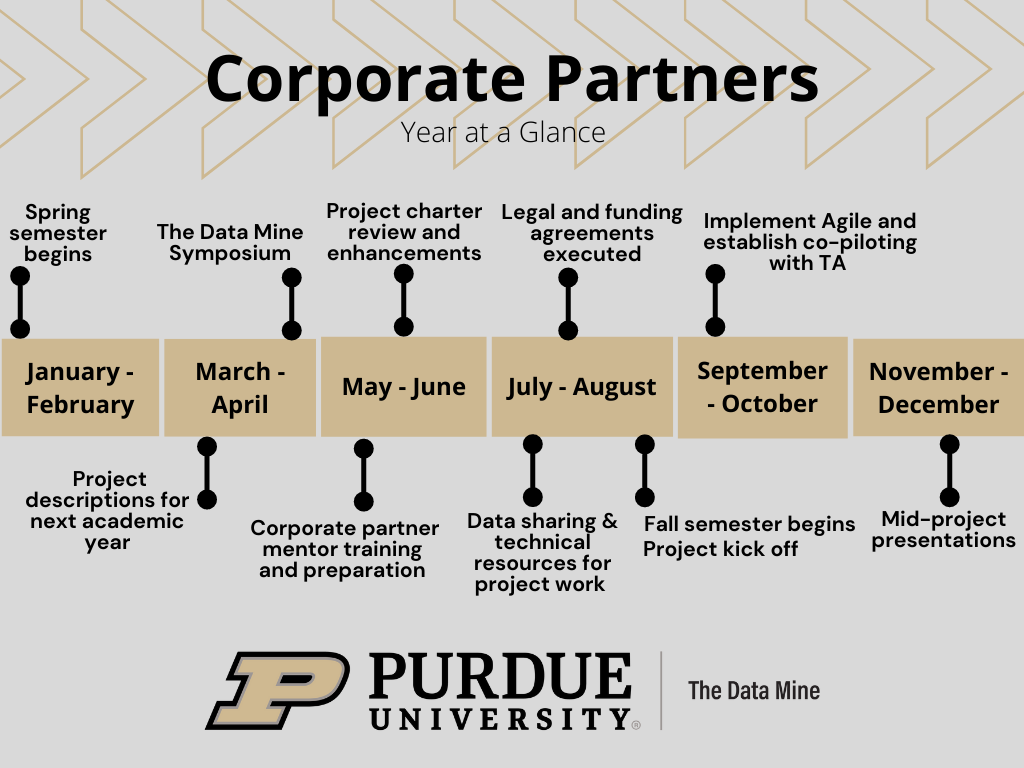 Corporate Partners
Year at a Glance
Spring
semester
begins
The Data Mine
Symposium
Project charter
review and
enhancements
Legal and funding
agreements
executed
Implement Agile and
establish co-piloting
with TA
January -
February
March -
April
May - June
July - August
September
- October
November -
December
Project
descriptions for
next academic
year
Corporate partner
mentor training
and preparation
Data sharing &
technical
resources for
project work
Fall semester begins
Project kick off
Mid-project
presentations
P
PURDUE
UNIVERSITY®
The Data Mine